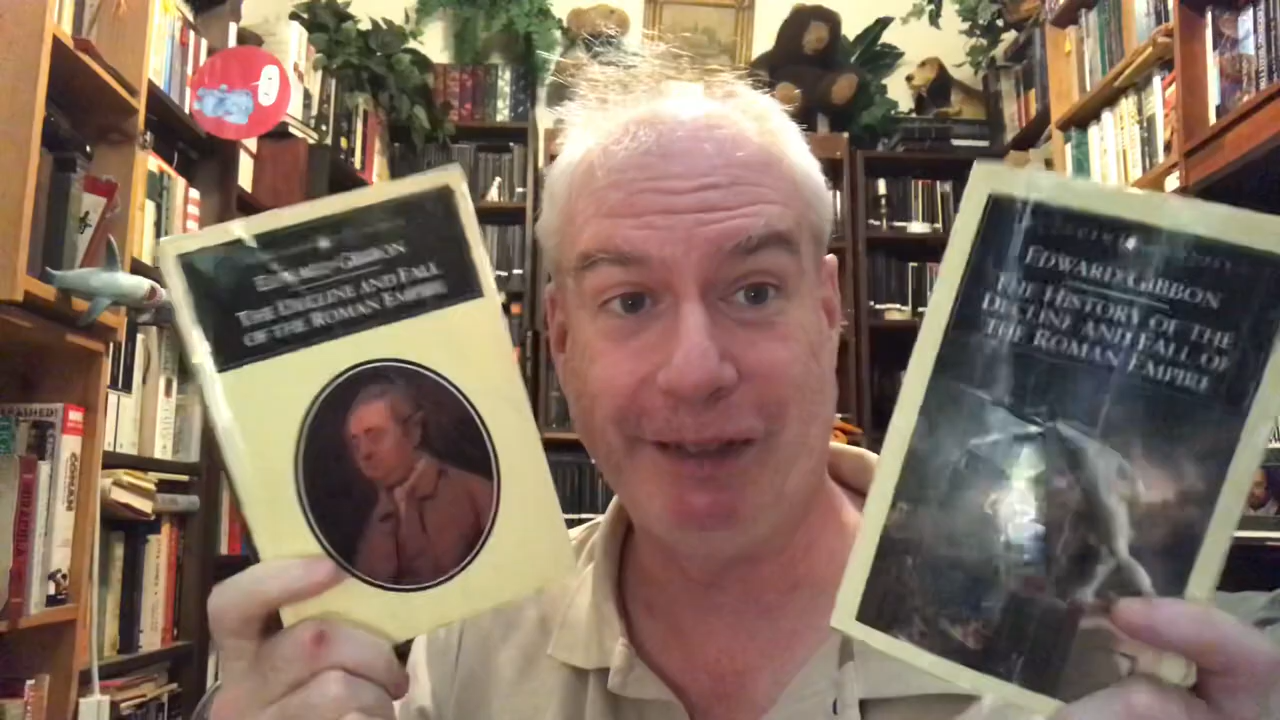 EDWARD GIBBON
THE DECLINE AND FALL
OF THE ROMAN EMPIRE
EDWARD GIBBON
THE HISTORY OF THE
DECLINE AND FALL OF
THE ROMAN EMPIRE
CONAN